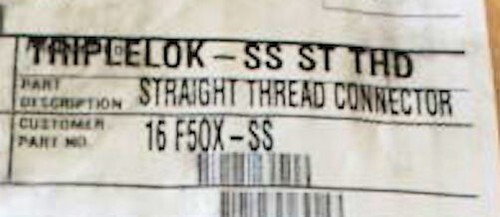 TRIPLELOK - SS ST THD
PART
DESCRIPTION STRAIGHT THREAD CONNECTOR
CUSTOMER
PART NO. 16 F50X-SS